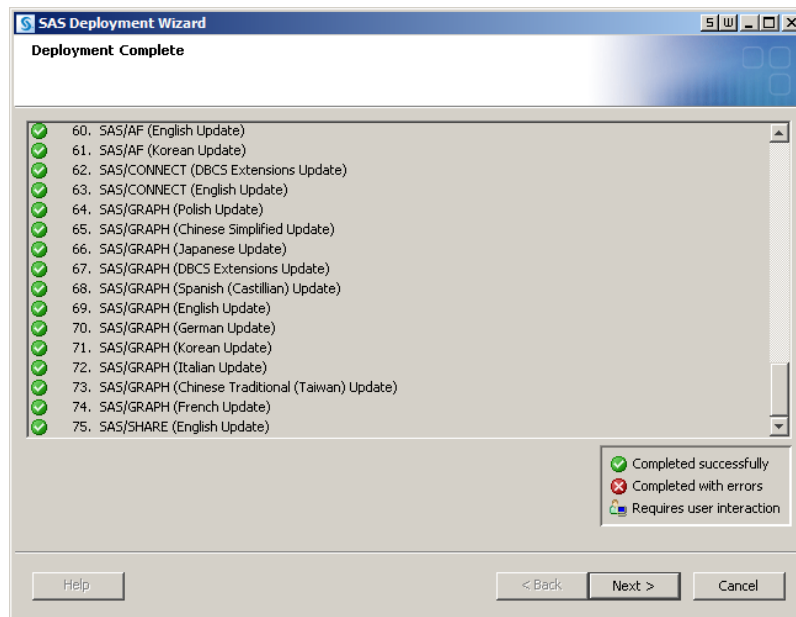 SAS Deployment Wizard
Deployment Complete
60. SAS/AF (English Update)
61. SAS/AF (Korean Update)
62. SAS/CONNECT (DBCS Extensions Update)
63. SAS/CONNECT (English Update)
64. SAS/GRAPH (Polish Update)
65. SAS/GRAPH (Chinese Simplified Update)
66. SAS/GRAPH (Japanese Update)
67. SAS/GRAPH (DBCS Extensions Update)
68. SAS/GRAPH (Spanish (Castillian) Update)
69. SAS/GRAPH (English Update)
70. SAS/GRAPH (German Update)
71. SAS/GRAPH (Korean Update)
72. SAS/GRAPH (Italian Update)
73. SAS/GRAPH (Chinese Traditional (Taiwan) Update)
74. SAS/GRAPH (French Update)
75. SAS/SHARE (English Update)
Completed successfully
Completed with errors
Requires user interaction
Help
< Back
Next >
Cancel